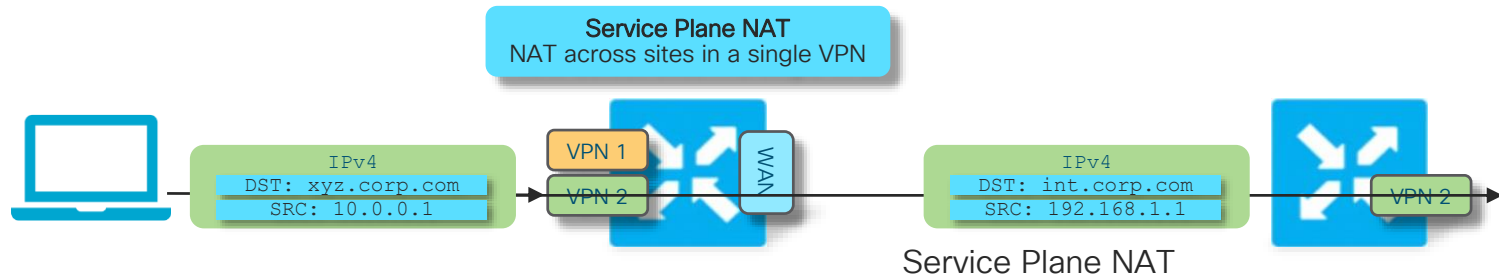 Service Plane NAT
NAT across sites in a single VPN
IPv4
DST: xyz.corp.com
SRC: 10.0.0.1
VPN 1
VPN 2
WAN
IPv4
DST: int.corp.com
SRC: 192.168.1.1
VPN 2
Service Plane NAT